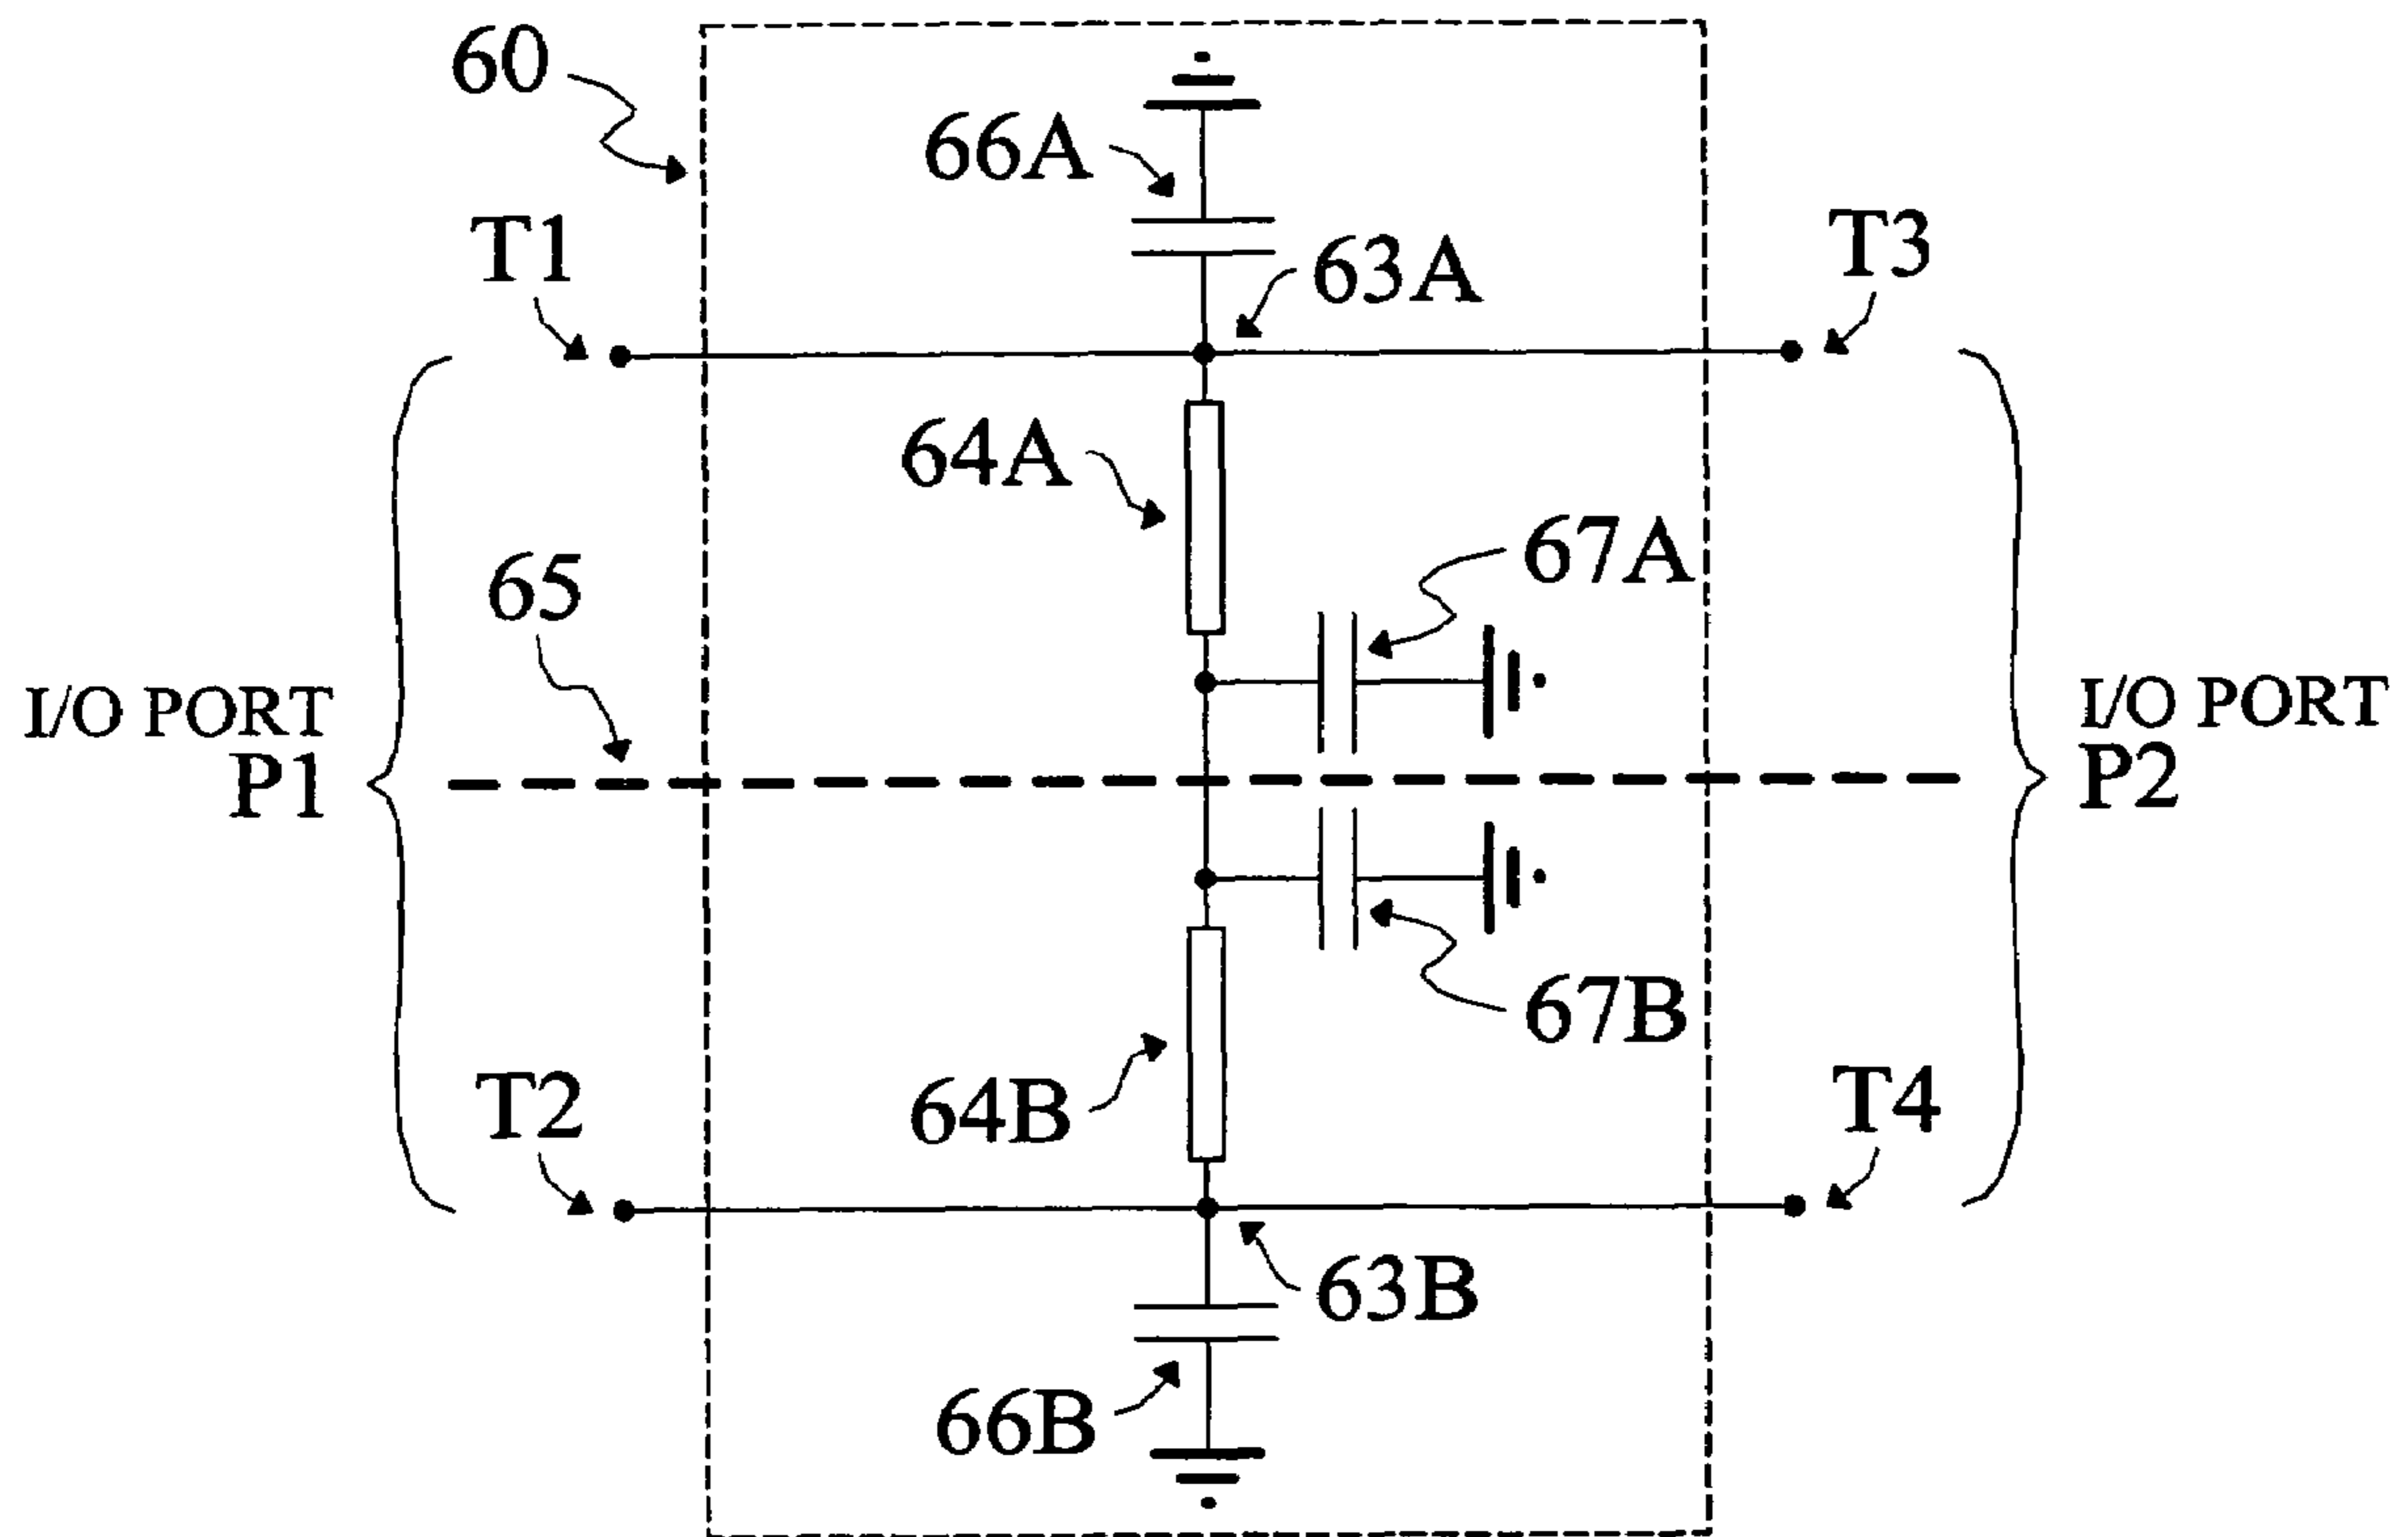 60
66A
T1
63A
T3
64A
67A
65
I/O PORT
P1
I/O PORT
P2
67B
T2
64B
T4
63B
66B